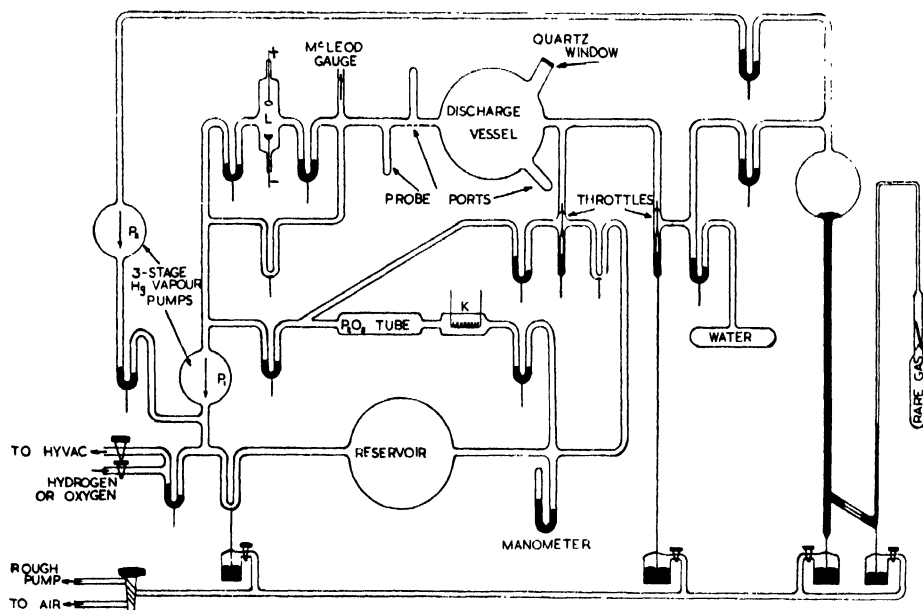 McLEOD
GAUGE
QUARTZ
WINDOW
DISCHARGE
VESSEL
+
L
-
PROBE
PORTS
THROTTLES
P2
3-STAGE
Hg VAPOUR
PUMPS
P1
K
P2O5 TUBE
WATER
RARE GAS
RESERVOIR
TO HYVAC
HYDROGEN
OR OXYGEN
MANOMETER
ROUGH
PUMP
TO AIR